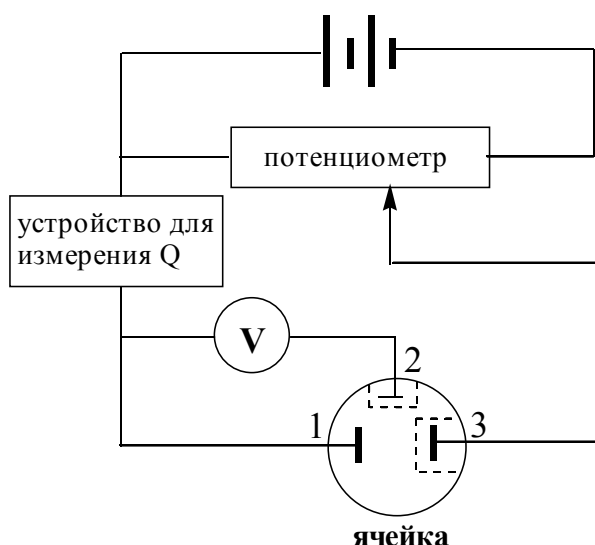 потенциометр
устройство для
измерения Q
V
2
1
3
ячейка